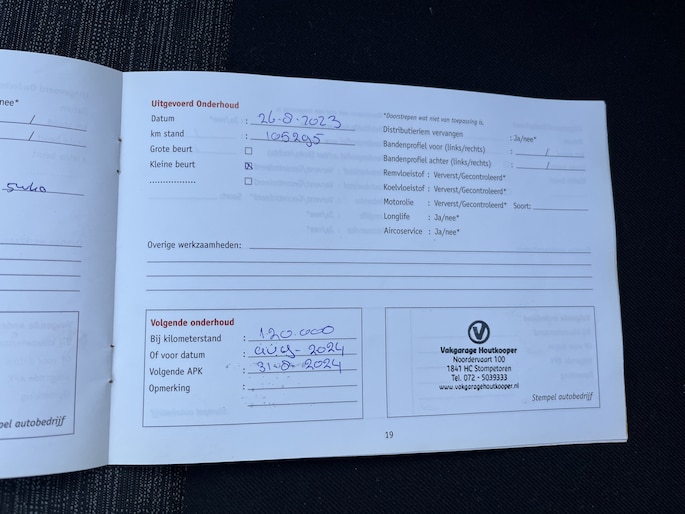 nee*
/
/
Uitgevoerd Onderhoud
Datum : 26-8-2023
km stand : 105295
Grote beurt
Kleine beurt
................
*Doorstrepen wat niet van toepassing is.
Distributieriem vervangen : Ja/nee*
Bandenprofiel voor (links/rechts) : /
Bandenprofiel achter (links/rechts) : /
Remvloeistof : Ververst/Gecontroleerd*
Koelvloeistof : Ververst/Gecontroleerd*
Motorolie : Ververst/Gecontroleerd* Soort:
Longlife : Ja/nee*
Aircoservice : Ja/nee*
Overige werkzaamheden:
Volgende onderhoud
Bij kilometerstand : 120.000
Of voor datum : aug - 2024
Volgende APK : 31-8-2024
Opmerking :
:
Vakgarage Houtkooper
Noordervaart 100
1841 HC Stompetoren
Tel. 072 - 5039333
www.vakgaragehoutkooper.nl
Stempel autobedrijf
pel autobedrijf
19